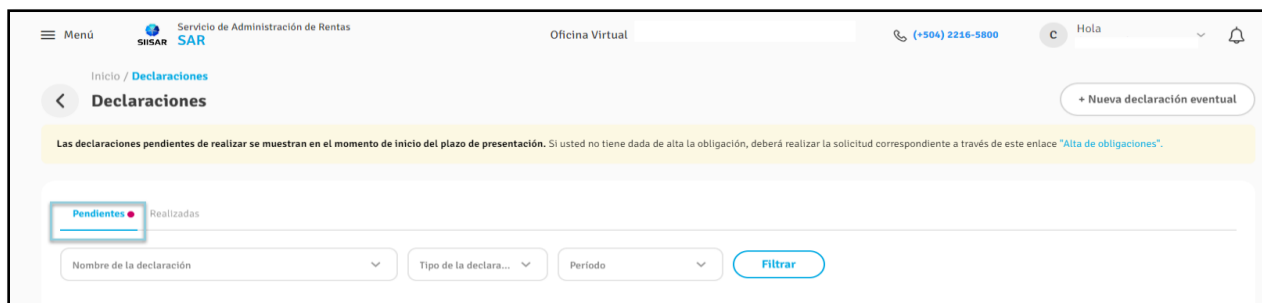 Menú
SIISAR
Servicio de Administración de Rentas
SAR
Oficina Virtual
(+504) 2216-5800
C
Hola
Inicio / Declaraciones
Declaraciones
+ Nueva declaración eventual
Las declaraciones pendientes de realizar se muestran en el momento de inicio del plazo de presentación. Si usted no tiene dada de alta la obligación, deberá realizar la solicitud correspondiente a través de este enlace "Alta de obligaciones".
Pendientes
Realizadas
Nombre de la declaración
Tipo de la declara...
Período
Filtrar